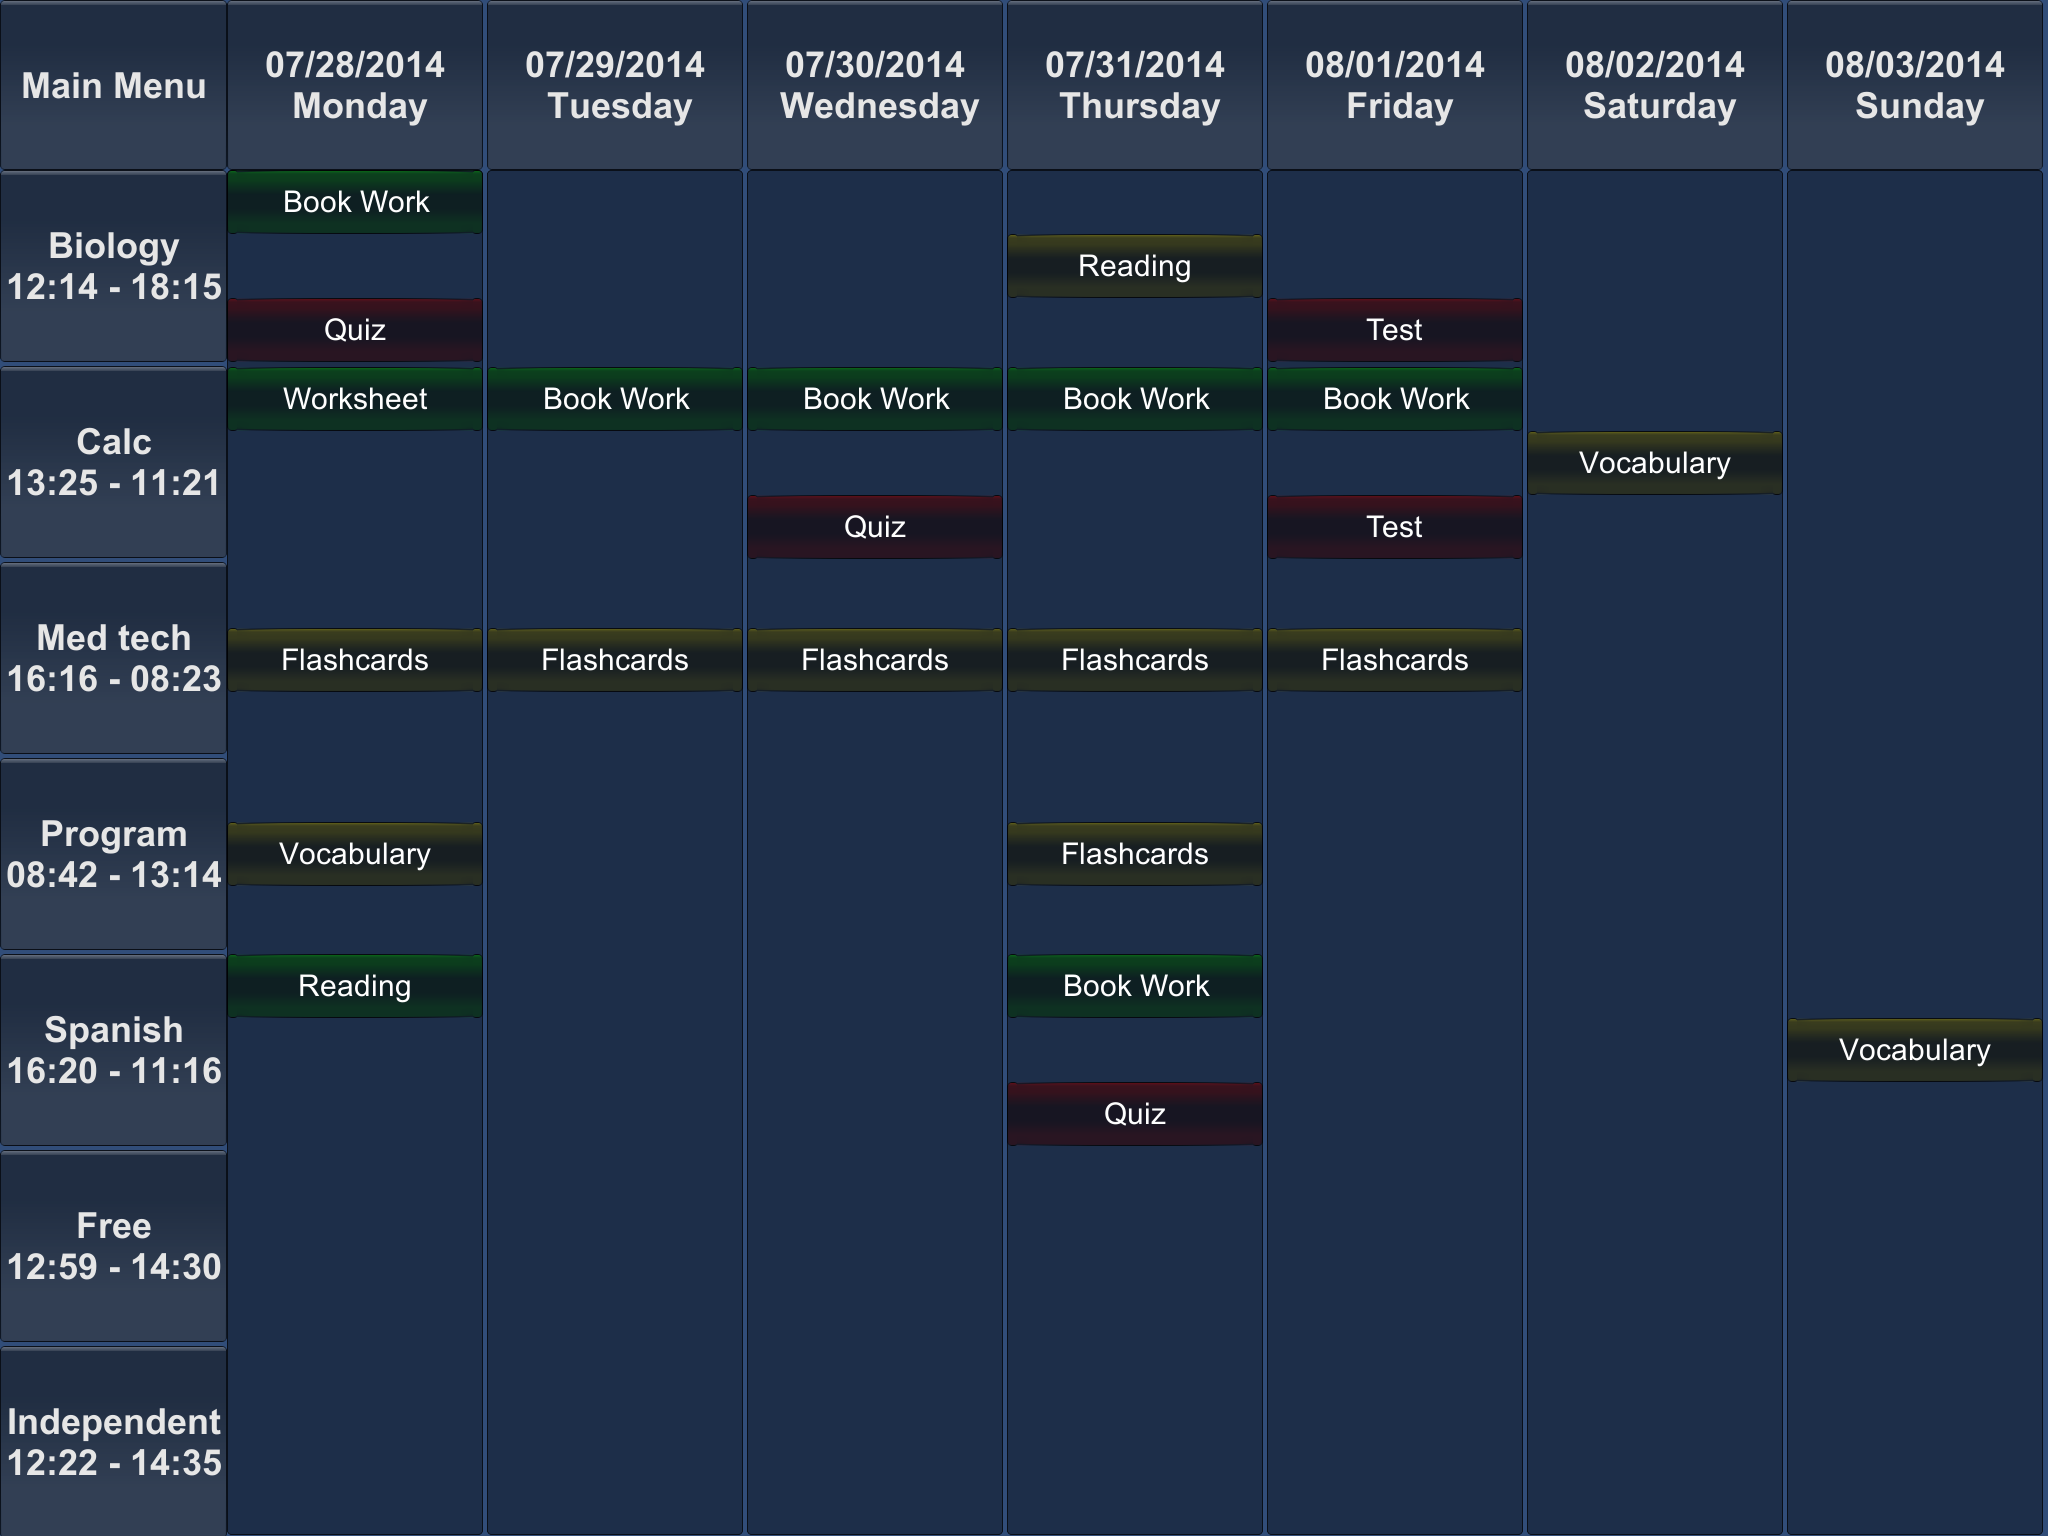 Main Menu
07/28/2014
Monday
07/29/2014
Tuesday
07/30/2014
Wednesday
07/31/2014
Thursday
08/01/2014
Friday
08/02/2014
Saturday
08/03/2014
Sunday
Biology
12:14 - 18:15
Book Work
Reading
Quiz
Test
Calc
13:25 - 11:21
Worksheet
Book Work
Book Work
Book Work
Book Work
Vocabulary
Quiz
Test
Med tech
16:16 - 08:23
Flashcards
Flashcards
Flashcards
Flashcards
Flashcards
Program
08:42 - 13:14
Vocabulary
Flashcards
Spanish
16:20 - 11:16
Reading
Book Work
Vocabulary
Quiz
Free
12:59 - 14:30
Independent
12:22 - 14:35